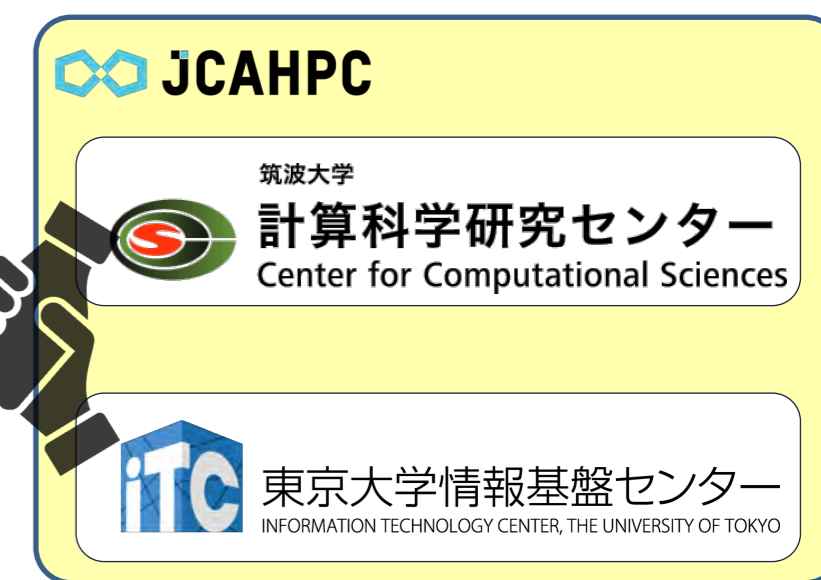 JCAHPC
筑波大学
計算科学研究センター
Center for Computational Sciences
iTC
東京大学情報基盤センター
INFORMATION TECHNOLOGY CENTER, THE UNIVERSITY OF TOKYO